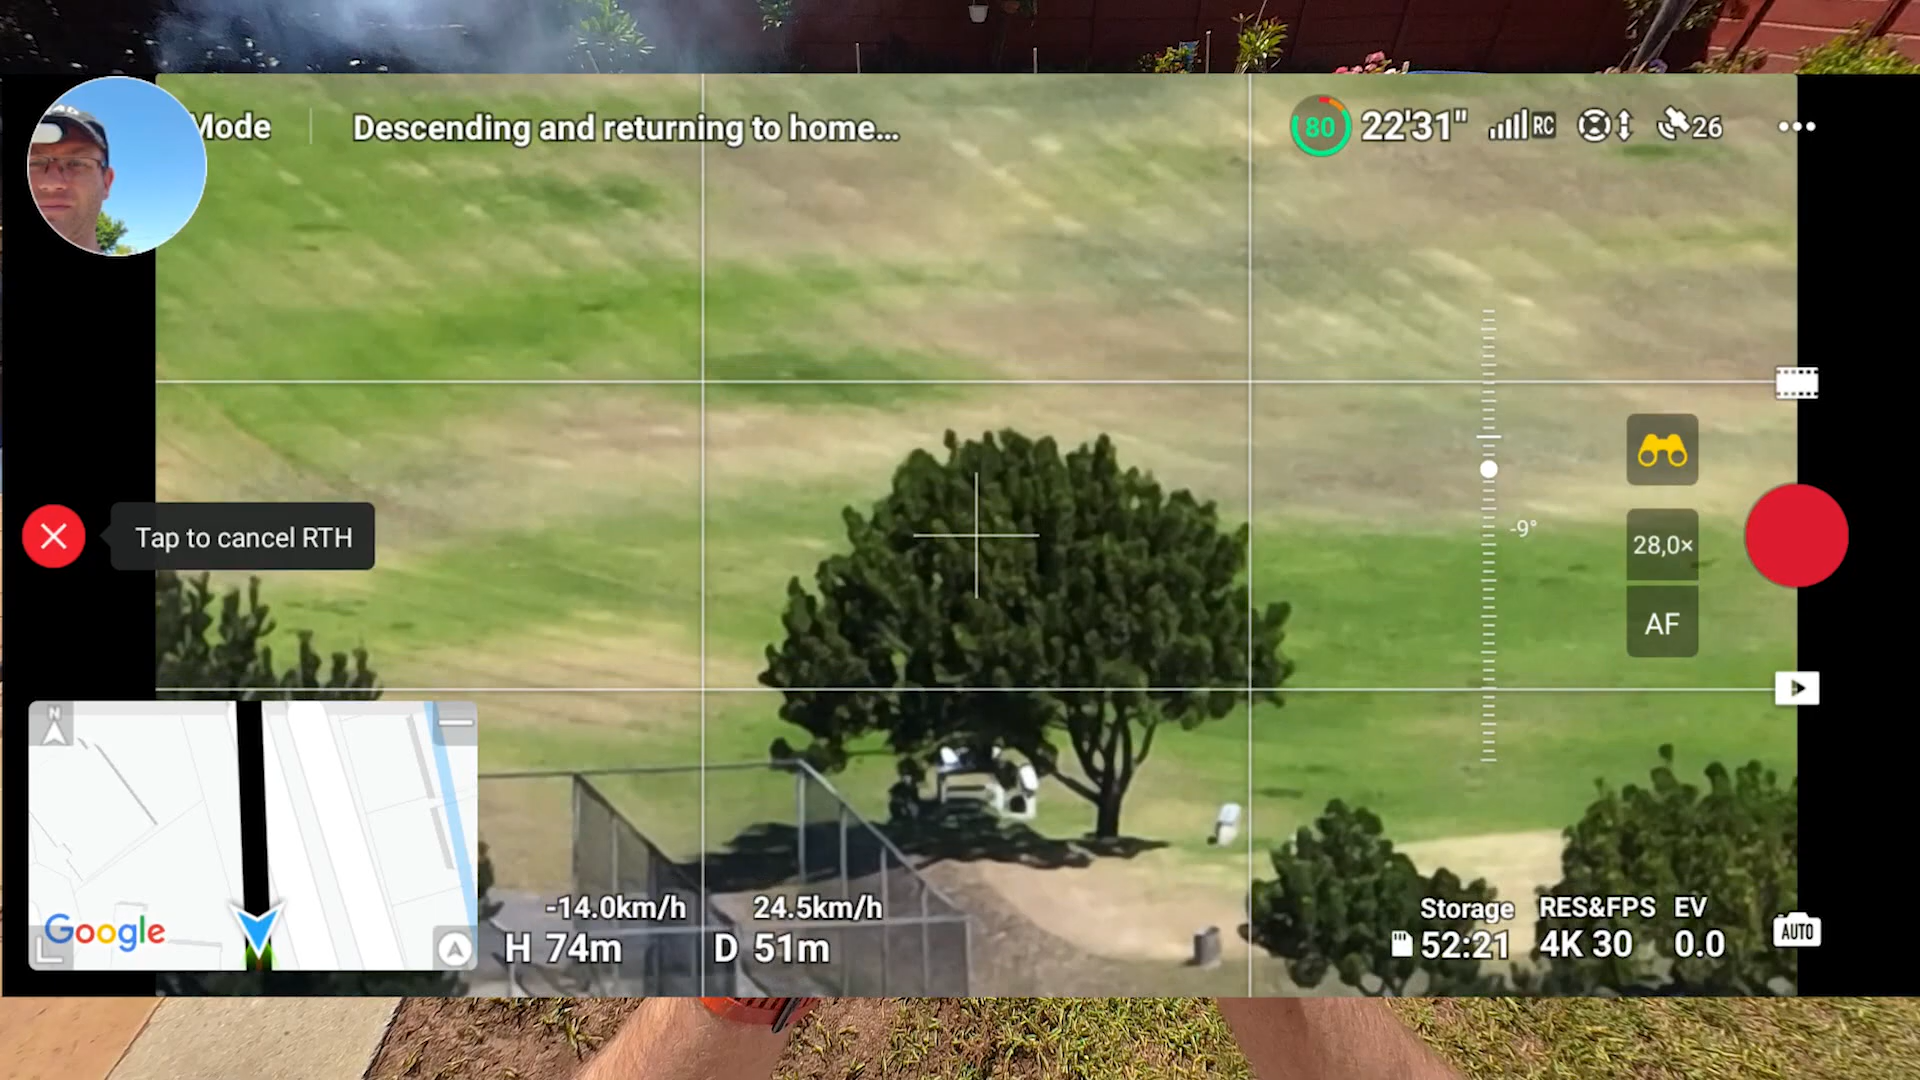 Mode
Descending and returning to home...
80
22'31"
RC
26
-9°
28,0×
AF
Tap to cancel RTH
N
Google
-14.0km/h
24.5km/h
H 74m
D 51m
Storage
52:21
RES&FPS
4K 30
EV
0.0
AUTO